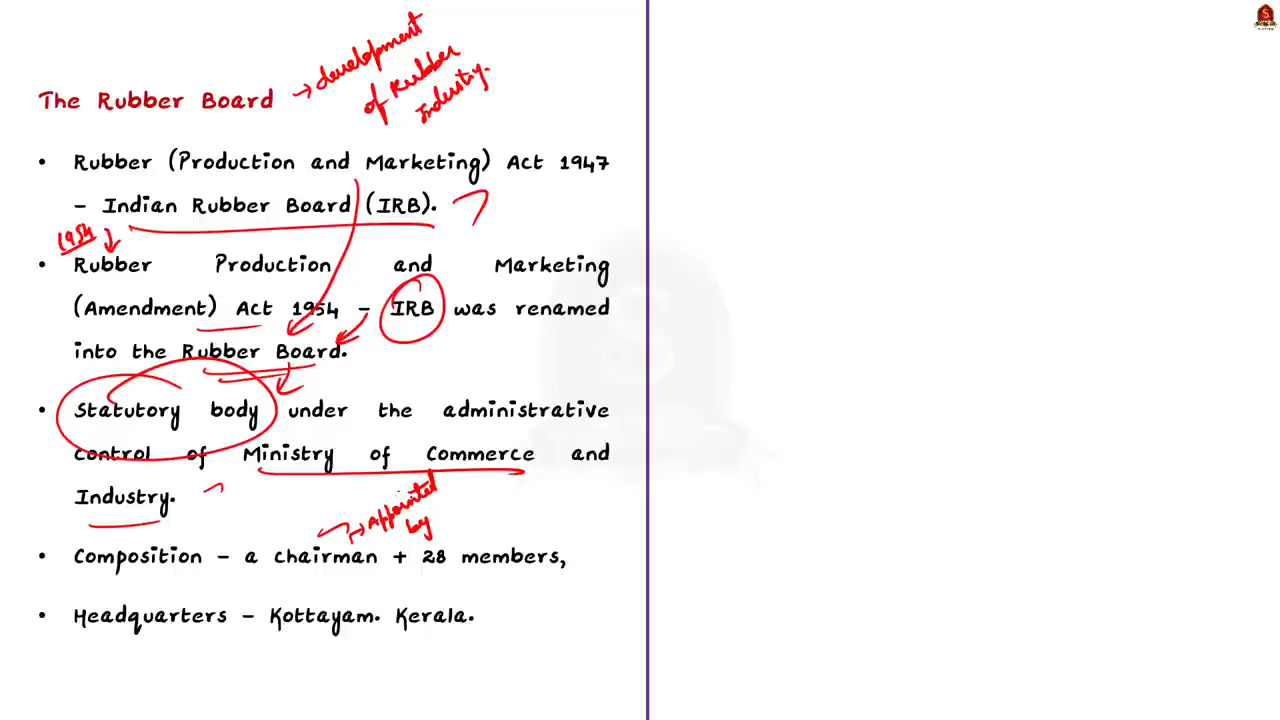 → development
of Rubber
Industry.
The Rubber Board
• Rubber (Production and Marketing) Act 1947
- Indian Rubber Board (IRB).
1954
• Rubber Production and Marketing
(Amendment) Act 1954 - IRB was renamed
into the Rubber Board.
• Statutory body under the administrative
control of Ministry of Commerce and
Industry.
→ Appointed
by
• Composition - a chairman + 28 members,
• Headquarters - Kottayam. Kerala.